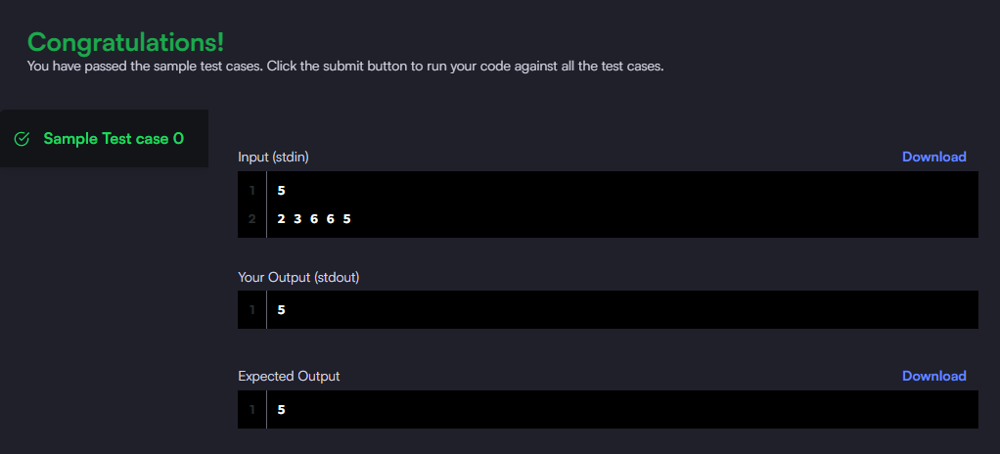 Congratulations!
You have passed the sample test cases. Click the submit button to run your code against all the test cases.
Sample Test case 0
Input (stdin)
Download
1 5
2 2 3 6 6 5
Your Output (stdout)
1 5
Expected Output
Download
1 5